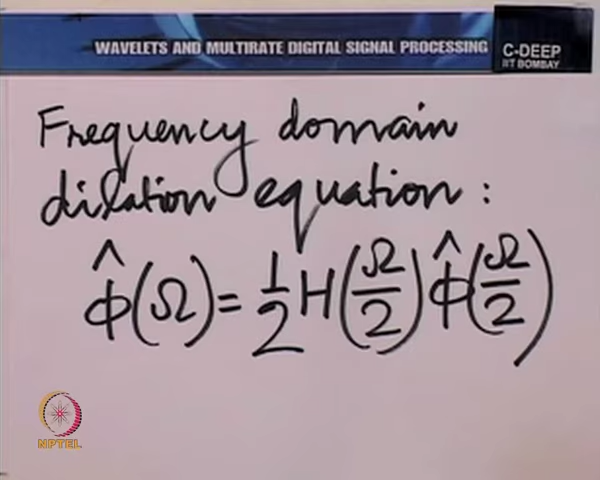 WAVELETS AND MULTIRATE DIGITAL SIGNAL PROCESSING
C-DEEP
IIT BOMBAY
Frequency domain
dilation equation :
φ̂(Ω) = 1/2 H(Ω/2) φ̂(Ω/2)
NPTEL